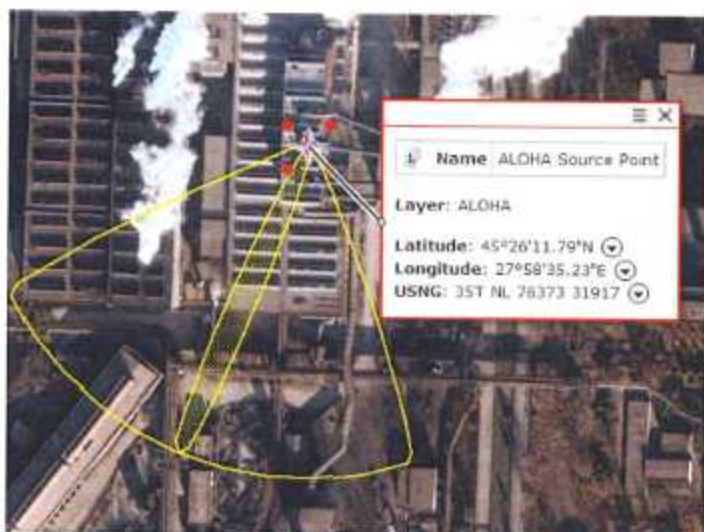 Name ALOHA Source Point
Layer: ALOHA
Latitude: 45°26'11.79"N
Longitude: 27°58'35.23"E
USNG: 35T NL 76373 31917